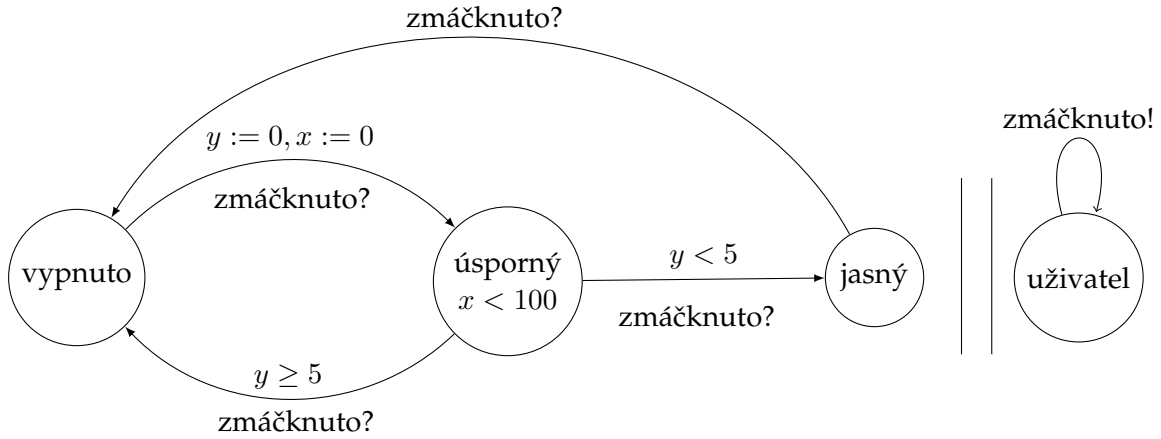 zmáčknuto?
zmáčknuto!
y := 0, x := 0
zmáčknuto?
vypnuto
úsporný
x < 100
y < 5
zmáčknuto?
jasný
uživatel
y ≥ 5
zmáčknuto?